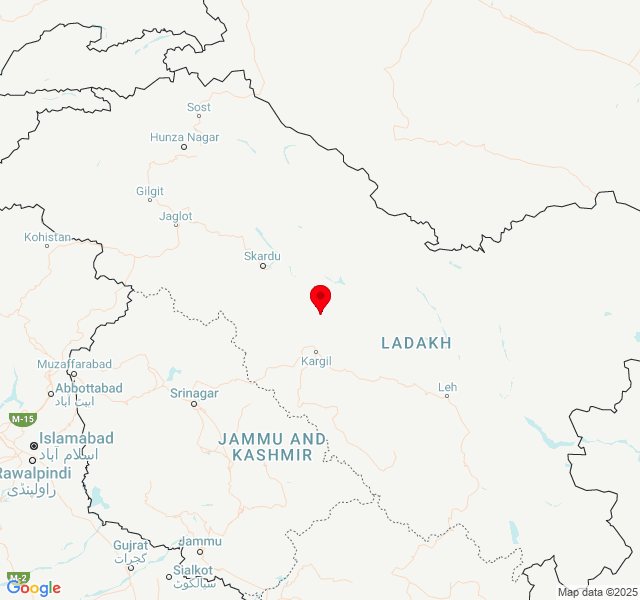 Sost
Hunza Nagar
Gilgit
Jaglot
Kohistan
Skardu
LADAKH
Kargil
Muzaffarabad
Abbottabad
ایبٹ آباد
Leh
Srinagar
M-15
Islamabad
اسلام آباد
JAMMU AND
KASHMIR
Rawalpindi
راولپنڈی
Jammu
Gujrat
گجرات
Sialkot
سیالکوٹ
M-2
Google
Map data ©2025